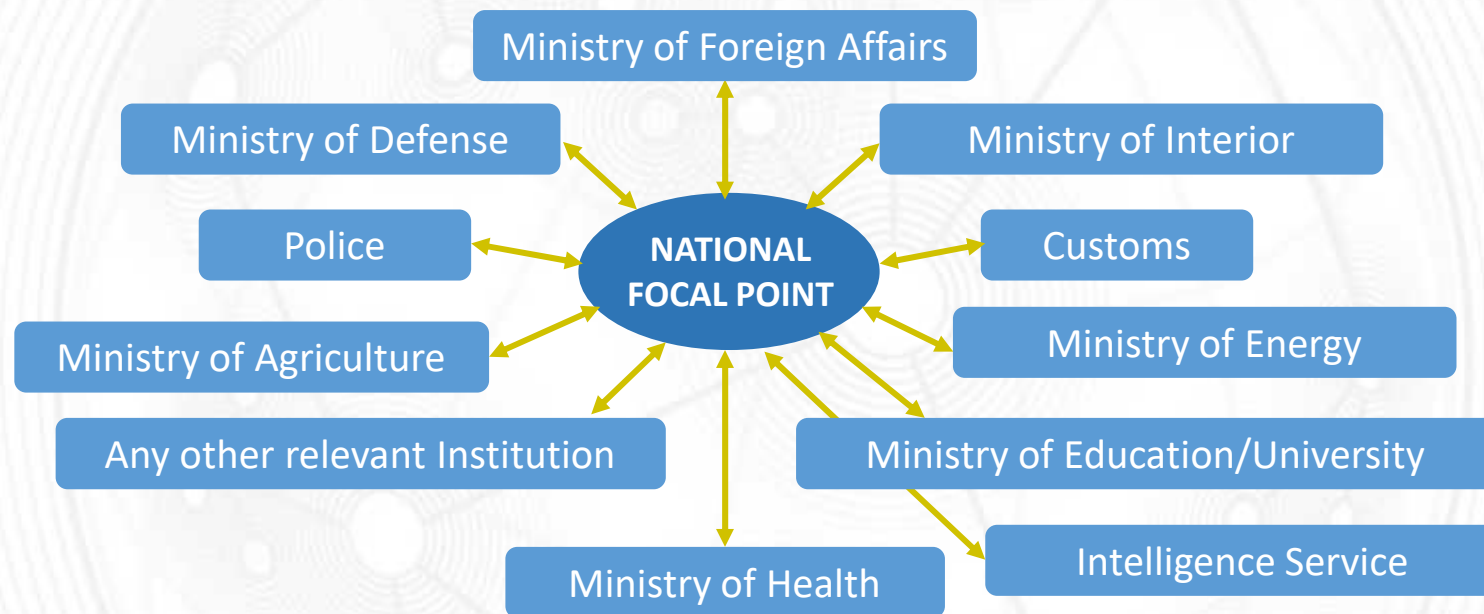 Ministry of Foreign Affairs
Ministry of Defense
Ministry of Interior
Police
NATIONAL
FOCAL POINT
Customs
Ministry of Agriculture
Ministry of Energy
Any other relevant Institution
Ministry of Education/University
Ministry of Health
Intelligence Service